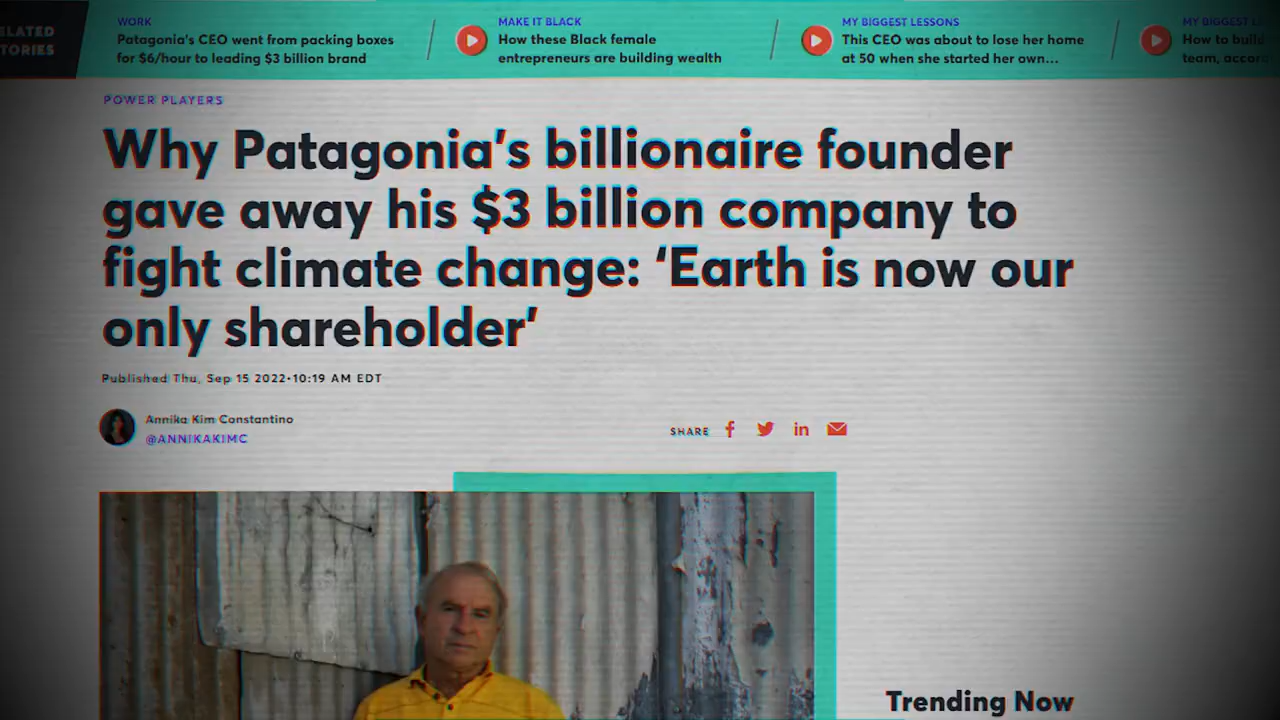 WORK
Patagonia's CEO went from packing boxes
for $6/hour to leading $3 billion brand
MAKE IT BLACK
How these Black female
entrepreneurs are building wealth
MY BIGGEST LESSONS
This CEO was about to lose her home
at 50 when she started her own...
MY BIGGEST
How to build
team,
POWER PLAYERS
Why Patagonia's billionaire founder
gave away his $3 billion company to
fight climate change: 'Earth is now our
only shareholder'
Published Thu, Sep 15 2022•10:19 AM EDT
Annika Kim Constantino
@ANNIKAKIMC
SHARE
Trending Now